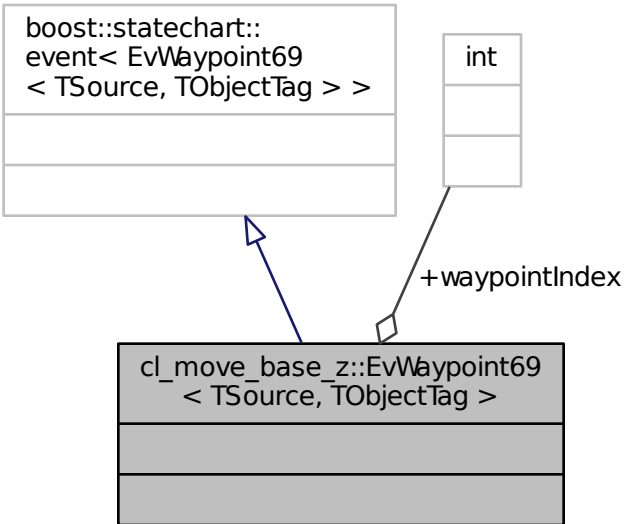 boost::statechart::
event< EvWaypoint69
< TSource, TObjectTag > >
int
+waypointIndex
cl_move_base_z::EvWaypoint69
< TSource, TObjectTag >